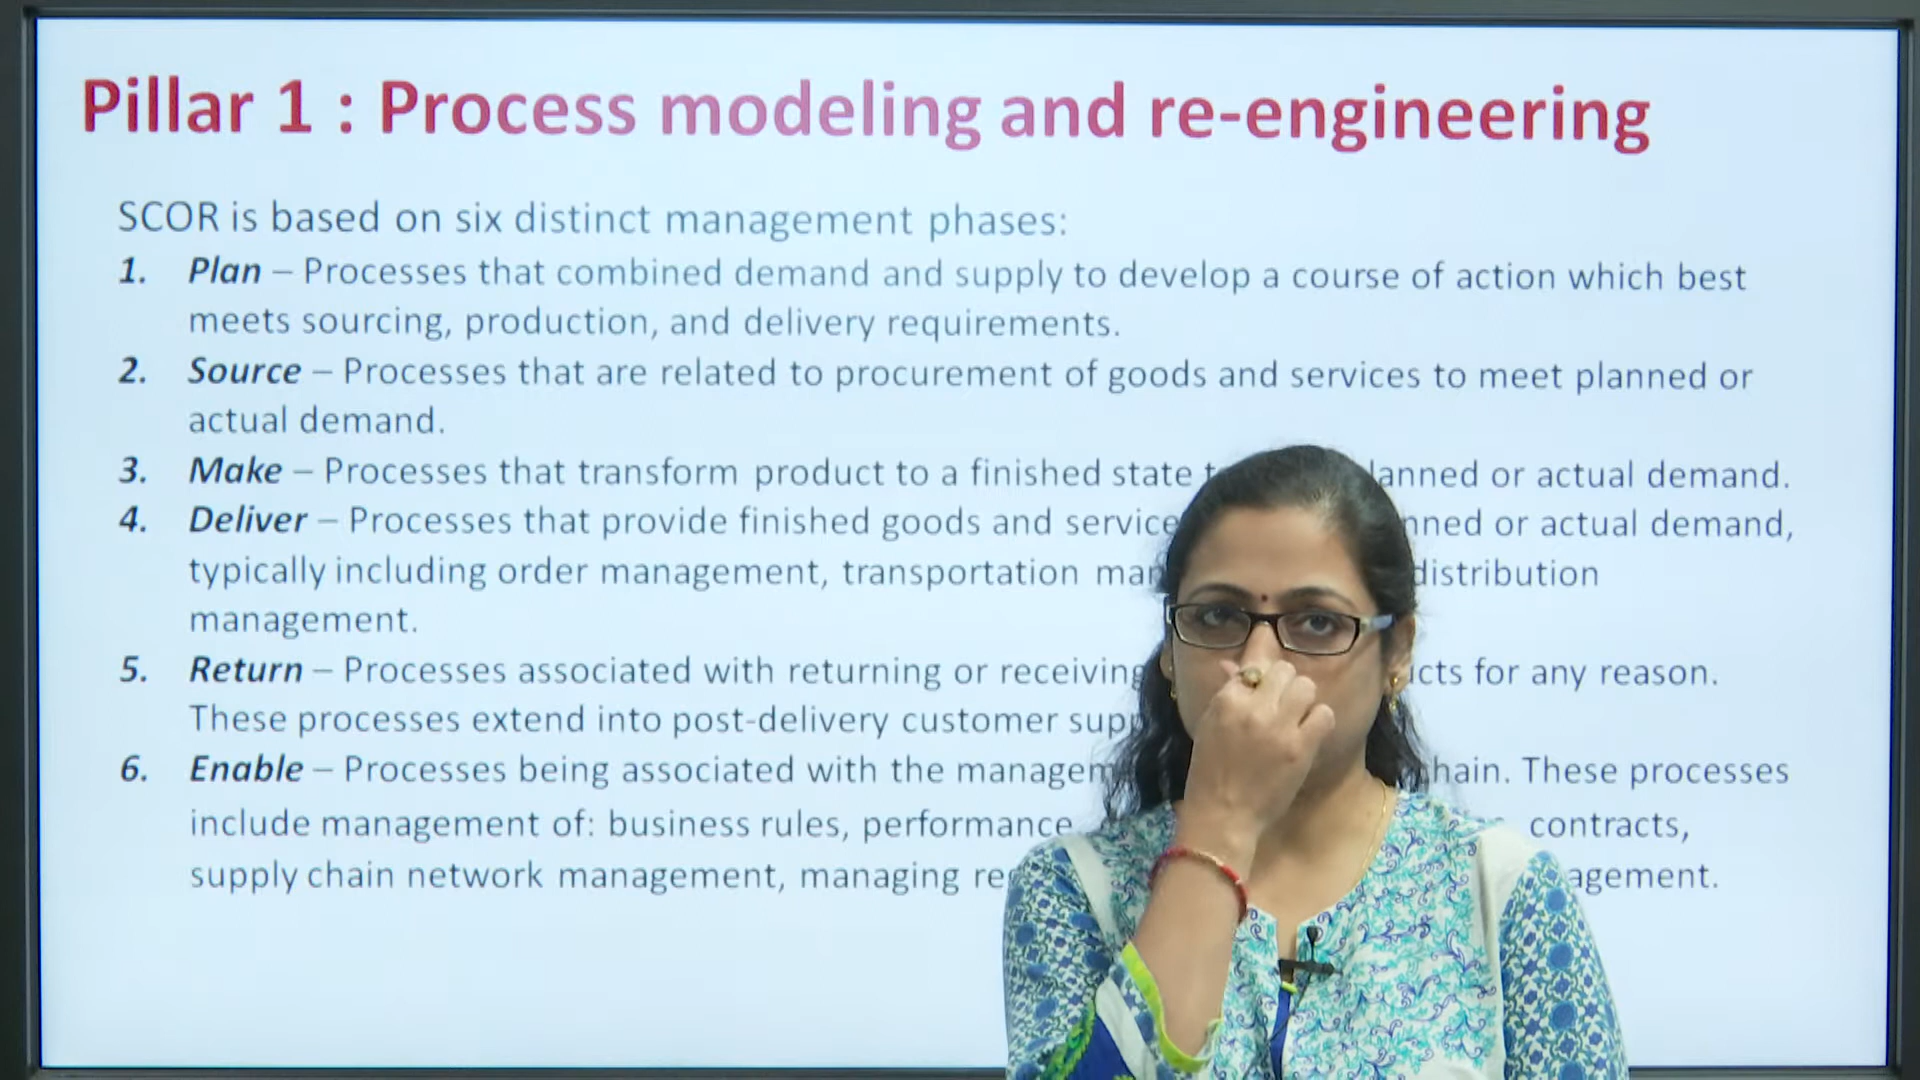 Pillar 1 : Process modeling and re-engineering
SCOR is based on six distinct management phases:
1. Plan – Processes that combined demand and supply to develop a course of action which best
meets sourcing, production, and delivery requirements.
2. Source – Processes that are related to procurement of goods and services to meet planned or
actual demand.
3. Make – Processes that transform product to a finished state or actual demand.
4. Deliver – Processes that provide finished goods and or actual demand,
typically including order management, transportation distribution
management.
5. Return – Processes associated with returning or receiving for any reason.
These processes extend into post-delivery customer
6. Enable – Processes being associated with the These processes
include management of: business rules, performance contracts,
supply chain network management, managing